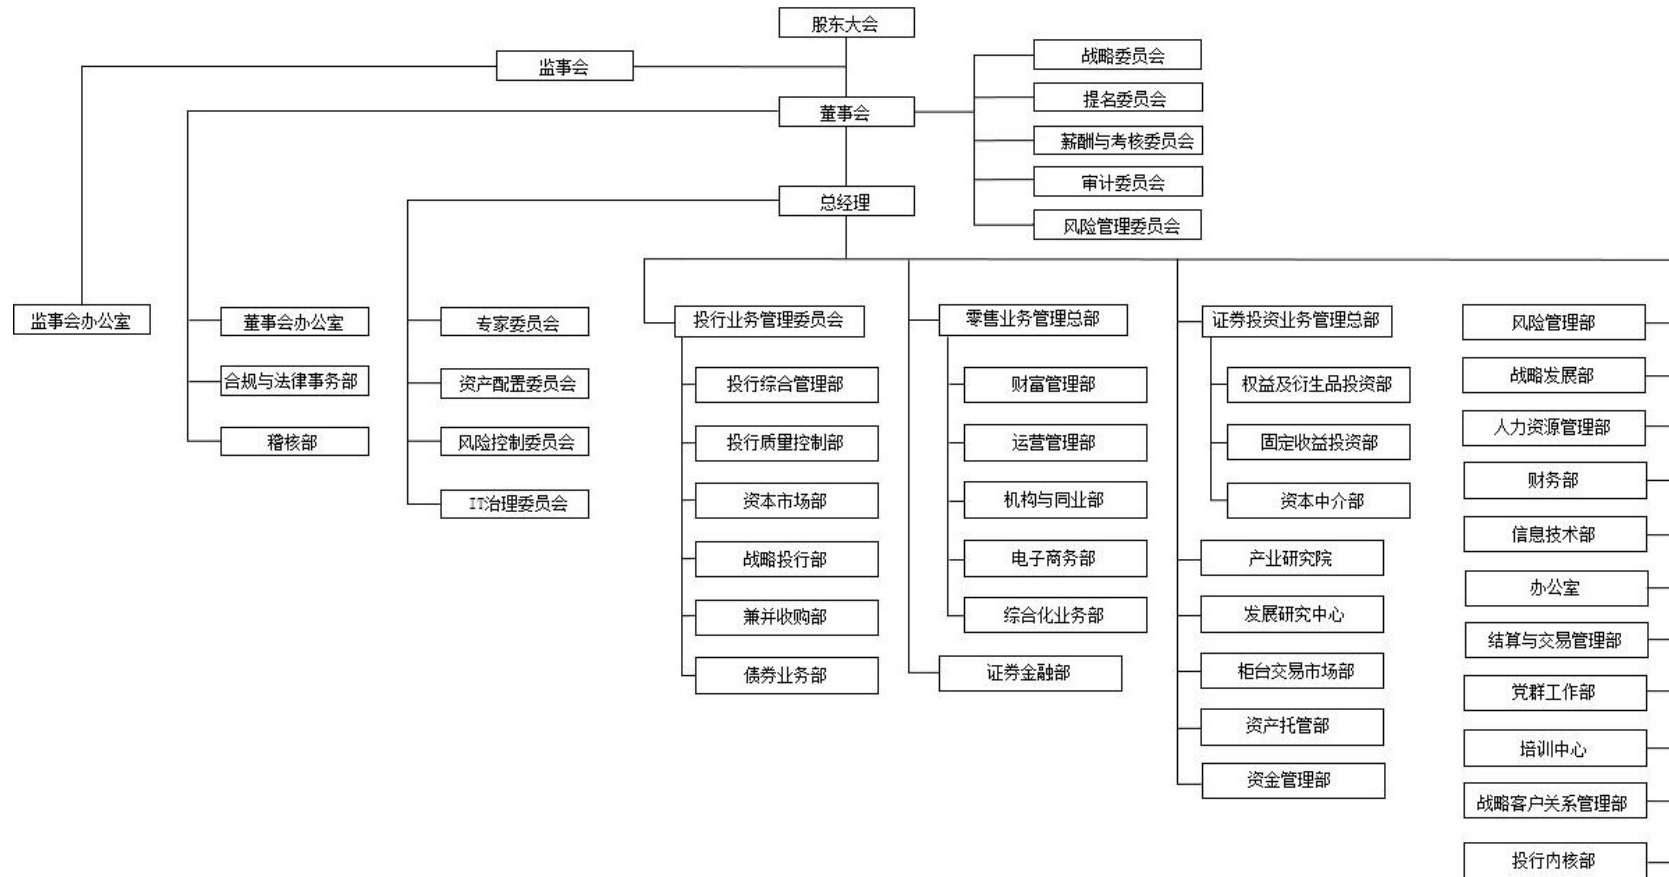 股东大会
监事会
战略委员会
提名委员会
董事会
薪酬与考核委员会
审计委员会
总经理
风险管理委员会
监事会办公室
董事会办公室
合规与法律事务部
稽核部
专家委员会
资产配置委员会
风险控制委员会
IT治理委员会
投行业务管理委员会
投行综合管理部
投行质量控制部
资本市场部
战略投行部
兼并收购部
债券业务部
零售业务管理总部
财富管理部
运营管理部
机构与同业部
电子商务部
综合化业务部
证券金融部
证券投资业务管理总部
权益及衍生品投资部
固定收益投资部
资本中介部
产业研究院
发展研究中心
柜台交易市场部
资产托管部
资金管理部
风险管理部
战略发展部
人力资源管理部
财务部
信息技术部
办公室
结算与交易管理部
党群工作部
培训中心
战略客户关系管理部
投行内核部